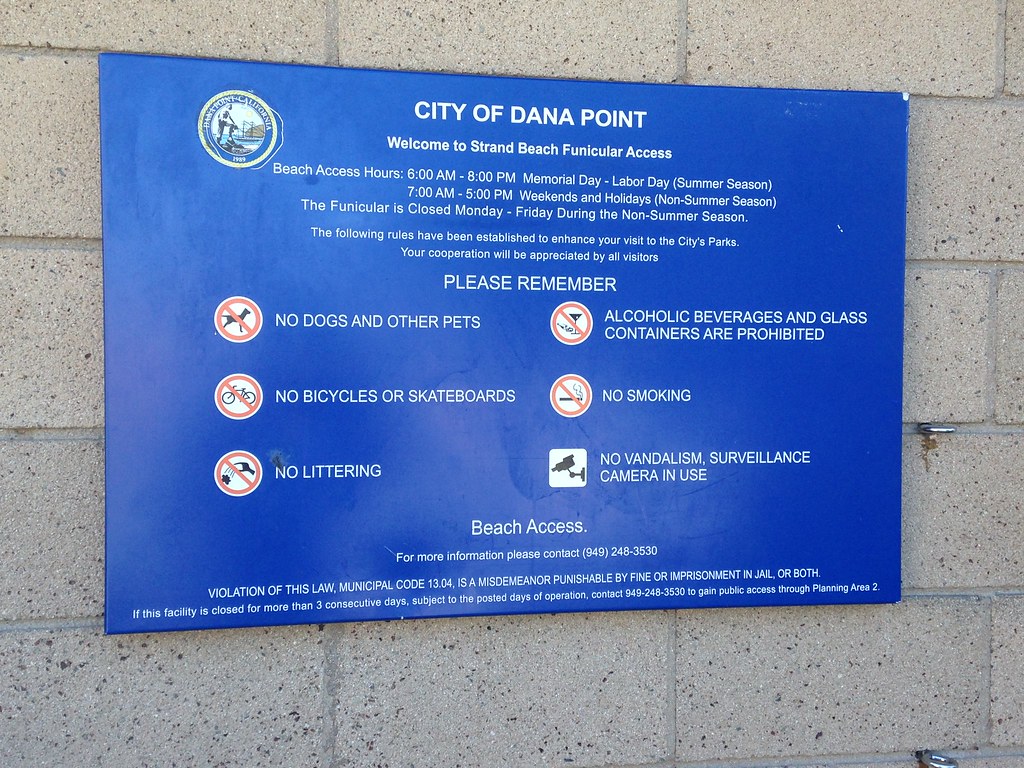 DANA POINT · CALIFORNIA
1989
CITY OF DANA POINT
Welcome to Strand Beach Funicular Access
Beach Access Hours: 6:00 AM - 8:00 PM Memorial Day - Labor Day (Summer Season)
7:00 AM - 5:00 PM Weekends and Holidays (Non-Summer Season)
The Funicular is Closed Monday - Friday During the Non-Summer Season.
The following rules have been established to enhance your visit to the City's Parks.
Your cooperation will be appreciated by all visitors
PLEASE REMEMBER
NO DOGS AND OTHER PETS
ALCOHOLIC BEVERAGES AND GLASS
CONTAINERS ARE PROHIBITED
NO BICYCLES OR SKATEBOARDS
NO SMOKING
NO LITTERING
NO VANDALISM, SURVEILLANCE
CAMERA IN USE
Beach Access.
For more information please contact (949) 248-3530
VIOLATION OF THIS LAW, MUNICIPAL CODE 13.04, IS A MISDEMEANOR PUNISHABLE BY FINE OR IMPRISONMENT IN JAIL, OR BOTH.
If this facility is closed for more than 3 consecutive days, subject to the posted days of operation, contact 949-248-3530 to gain public access through Planning Area 2.